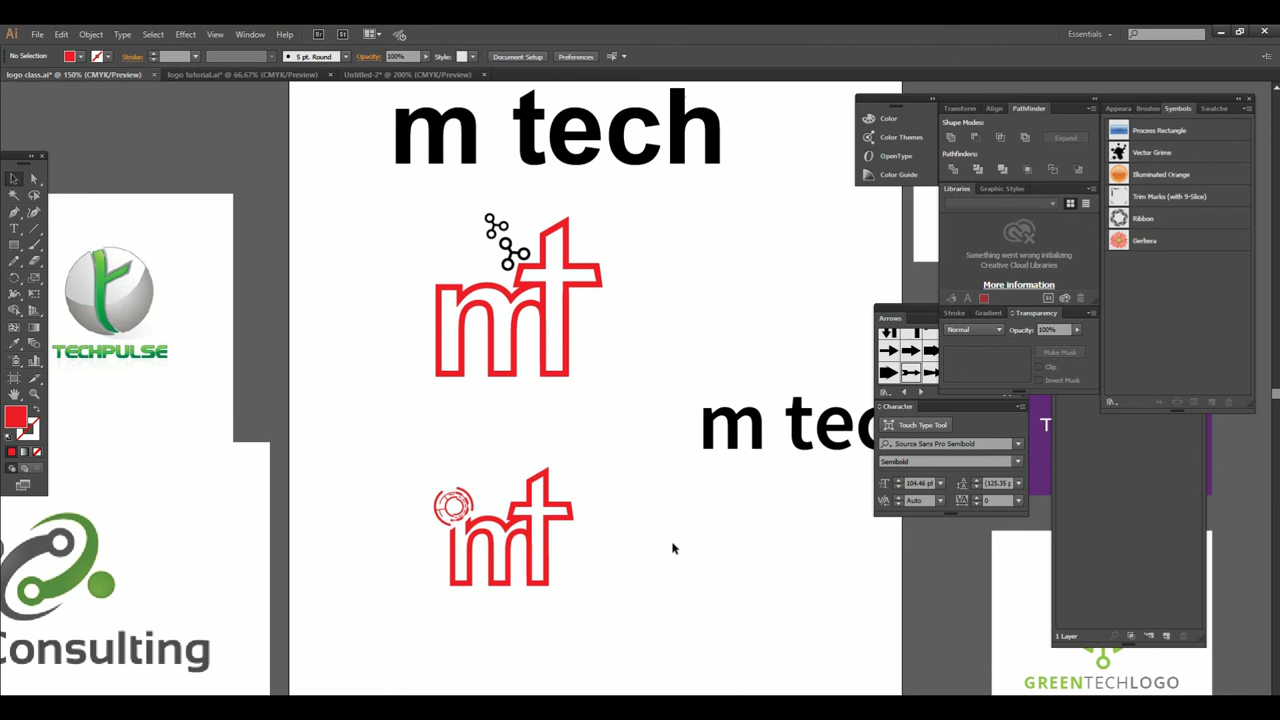 Ai File Edit Object Type Select Effect View Window Help Br St Essentials
No Selection Stroke: 5 pt. Round Opacity: 100% Style: Document Setup Preferences
logo class.ai* @ 150% (CMYK/Preview) × logo tutorial.ai* @ 66.67% (CMYK/Preview) × Untitled-2* @ 200% (CMYK/Preview) ×
m tech
mt
TECHPULSE
m tec
mt
Consulting
Color
Color Themes
OpenType
Color Guide
Transform Align Pathfinder
Shape Modes:
Expand
Pathfinders:
Libraries Graphic Styles
Something went wrong initializing
Creative Cloud Libraries
More information
Stroke Gradient Transparency
Normal Opacity: 100%
Make Mask
Clip
Invert Mask
Appeara Brushes Symbols Swatche
Process Rectangle
Vector Grime
Illuminated Orange
Trim Marks (with 9-Slice)
Ribbon
Gerbera
Arrows
Character
Touch Type Tool
Source Sans Pro Semibold
Semibold
104.46 pt (125.35 p
Auto 0
T
1 Layer
GREENTECHLOGO